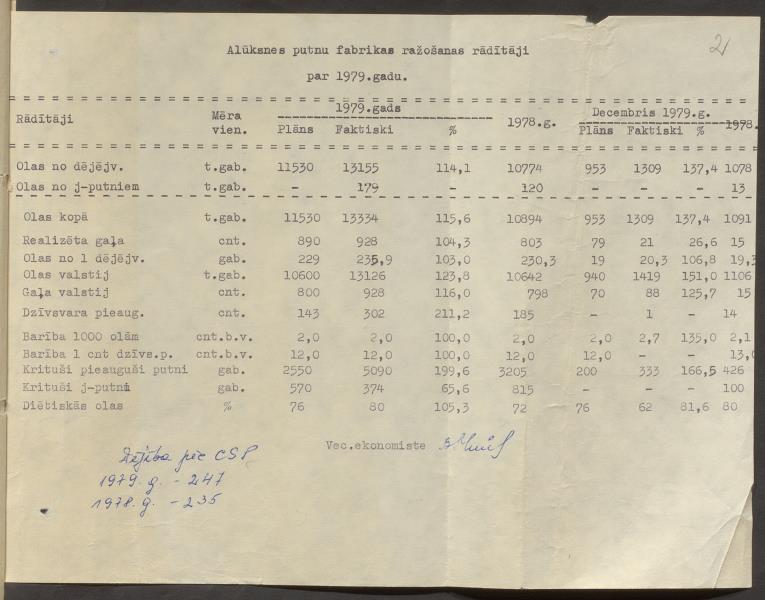 2
Alūksnes putnu fabrikas ražošanas rādītāji
par 1979.gadu.
Rādītāji Mēra vien. 1979.gads 1978.g. Decembris 1979.g. 1978.
Plāns Faktiski % Plāns Faktiski %
Olas no dējējv. t.gab. 11530 13155 114,1 10774 953 1309 137,4 1078
Olas no j-putniem t.gab. - 179 - 120 - - - 13
Olas kopā t.gab. 11530 13334 115,6 10894 953 1309 137,4 1091
Realizēta gaļa cnt. 890 928 104,3 803 79 21 26,6 15
Olas no 1 dējējv. gab. 229 235,9 103,0 230,3 19 20,3 106,8 19,3
Olas valstij t.gab. 10600 13126 123,8 10642 940 1419 151,0 1106
Gaļa valstij cnt. 800 928 116,0 798 70 88 125,7 15
Dzīvsvara pieaug. cnt. 143 302 211,2 185 - 1 - 14
Barība 1000 olām cnt.b.v. 2,0 2,0 100,0 2,0 2,0 2,7 135,0 2,1
Barība 1 cnt dzīvs.p. cnt.b.v. 12,0 12,0 100,0 12,0 12,0 - - 13,0
Krituši pieauguši putni gab. 2550 5090 199,6 3205 200 333 166,5 426
Krituši j-putni gab. 570 374 65,6 815 - - - 100
Diētiskās olas % 76 80 105,3 72 76 62 81,6 80
Vec.ekonomiste
Dējība pēc CSP
1979. g. - 247
1978. g. - 235